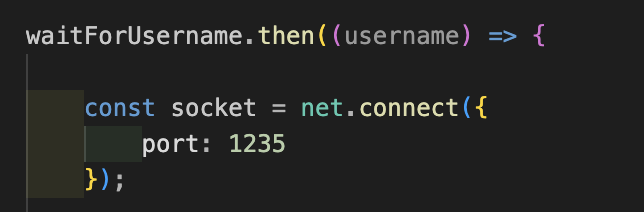 waitForUsername.then((username) => {
const socket = net.connect({
port: 1235
});